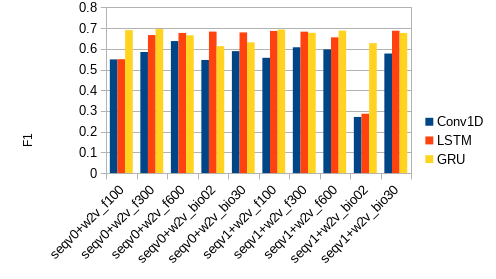 0.8
0.7
0.6
0.5
0.4
0.3
0.2
0.1
0
F1
seqv0+w2v_f100
seqv0+w2v_f300
seqv0+w2v_f600
seqv0+w2v_bio02
seqv0+w2v_bio30
seqv1+w2v_f100
seqv1+w2v_f300
seqv1+w2v_f600
seqv1+w2v_bio02
seqv1+w2v_bio30
Conv1D
LSTM
GRU